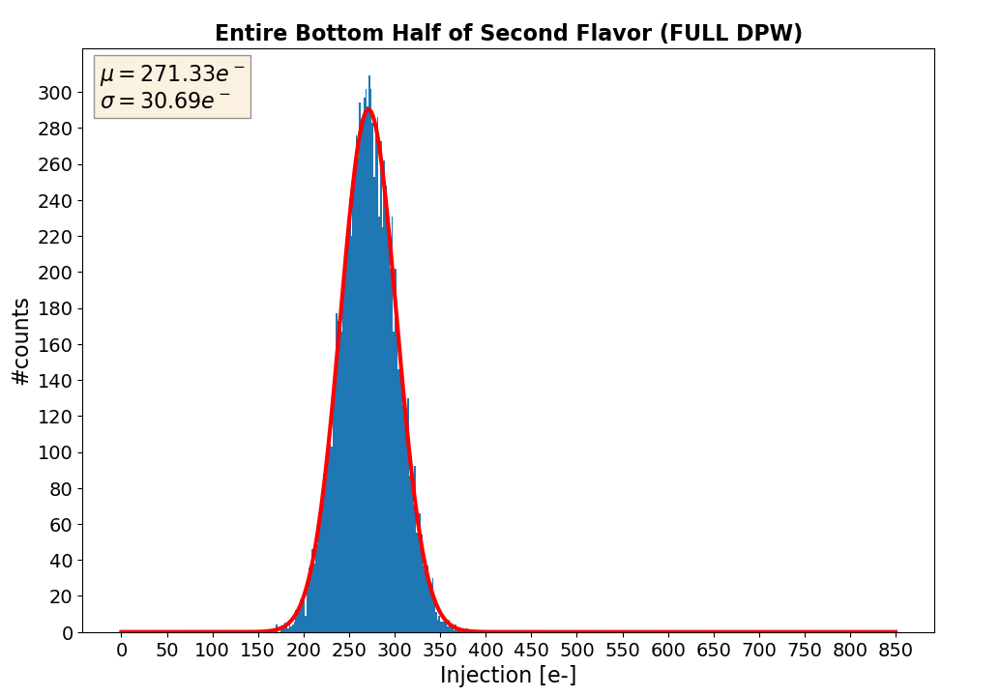 Entire Bottom Half of Second Flavor (FULL DPW)
μ = 271.33e⁻
σ = 30.69e⁻
300
280
260
240
220
200
180
160
140
120
100
80
60
40
20
0
#counts
0 50 100 150 200 250 300 350 400 450 500 550 600 650 700 750 800 850
Injection [e-]